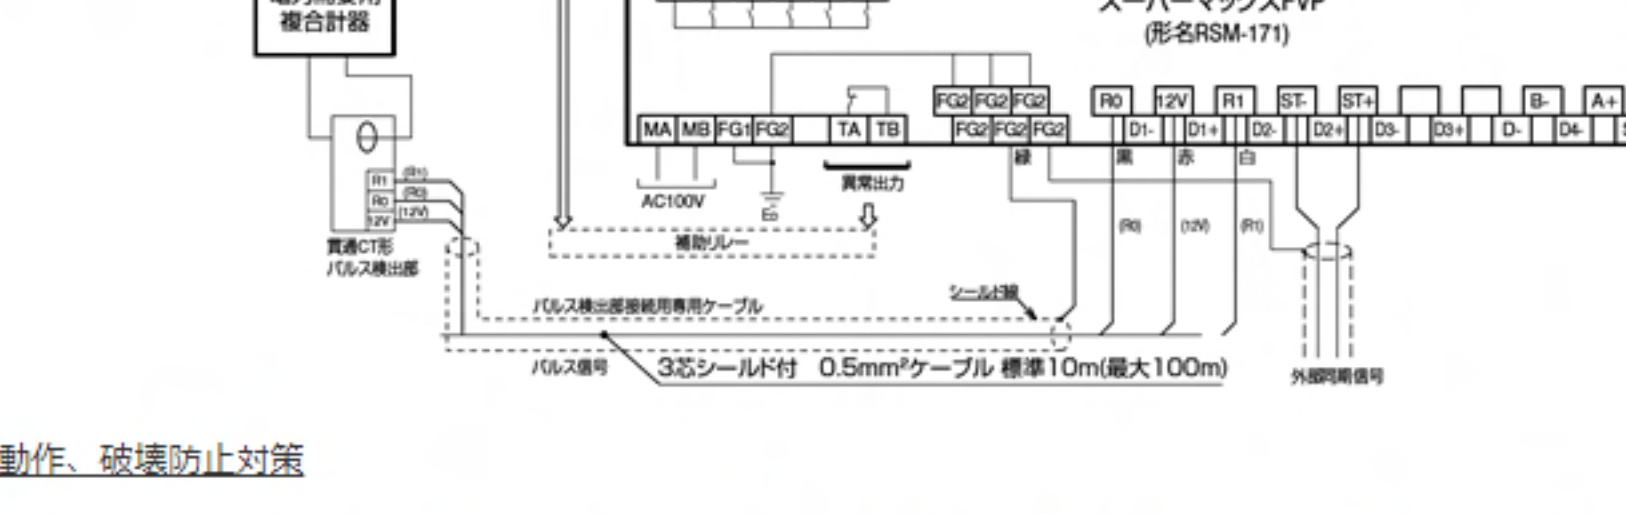 複合計器
スーパーマックスFVP
(形名RSM-171)
FG2 FG2 FG2 R0 12V R1 ST- ST+ B- A+
MA MB FG1 FG2 TA TB FG2 FG2 FG2 D1- D1+ D2- D2+ D3- D3+ D- D4-
緑 黒 赤 白
R1 (R1)
R0 (R0)
12V (12V)
AC100V
異常出力
(R0) (12V) (R1)
補助リレー
貫通CT形
パルス検出部
シールド線
パルス検出部接続用専用ケーブル
パルス信号
3芯シールド付 0.5mm²ケーブル 標準10m(最大100m)
外部同期信号
動作、破壊防止対策